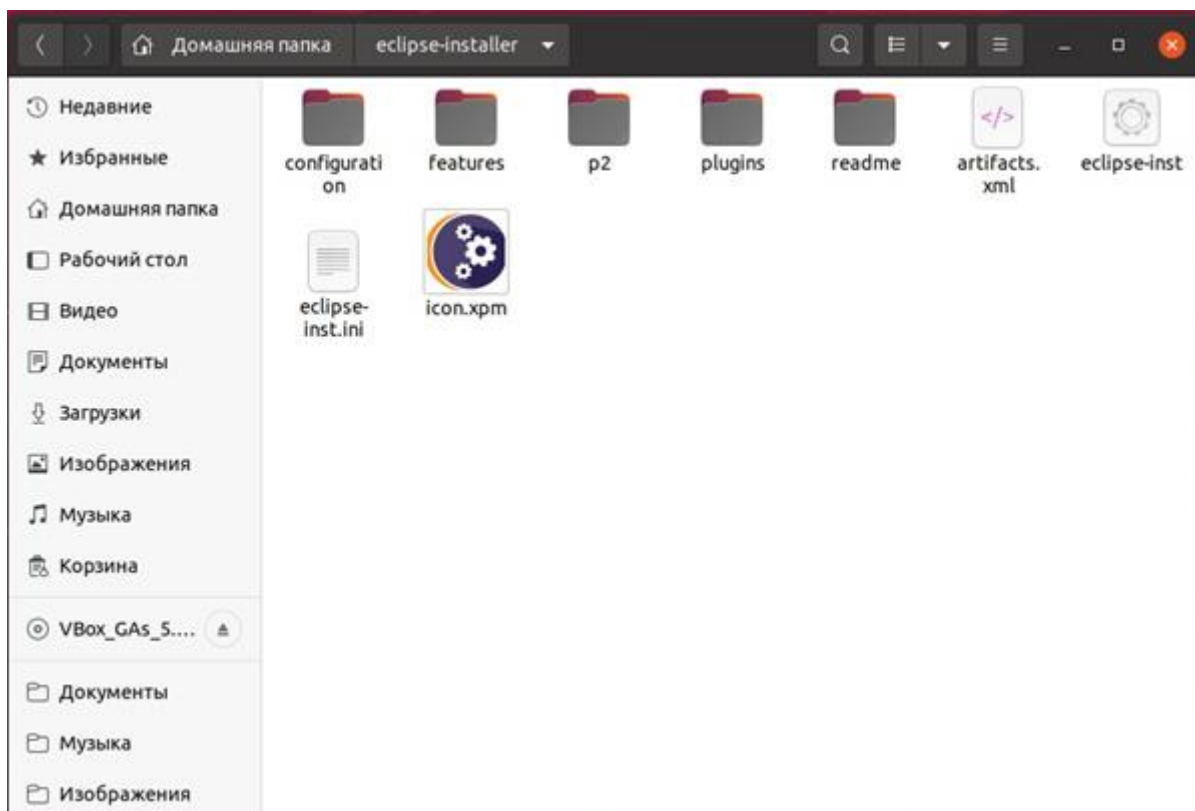 Домашняя папка eclipse-installer
Недавние
Избранные
Домашняя папка
Рабочий стол
Видео
Документы
Загрузки
Изображения
Музыка
Корзина
VBox_GAs_5....
Документы
Музыка
Изображения
configurati
on
features
p2
plugins
readme
artifacts.
xml
eclipse-inst
eclipse-
inst.ini
icon.xpm